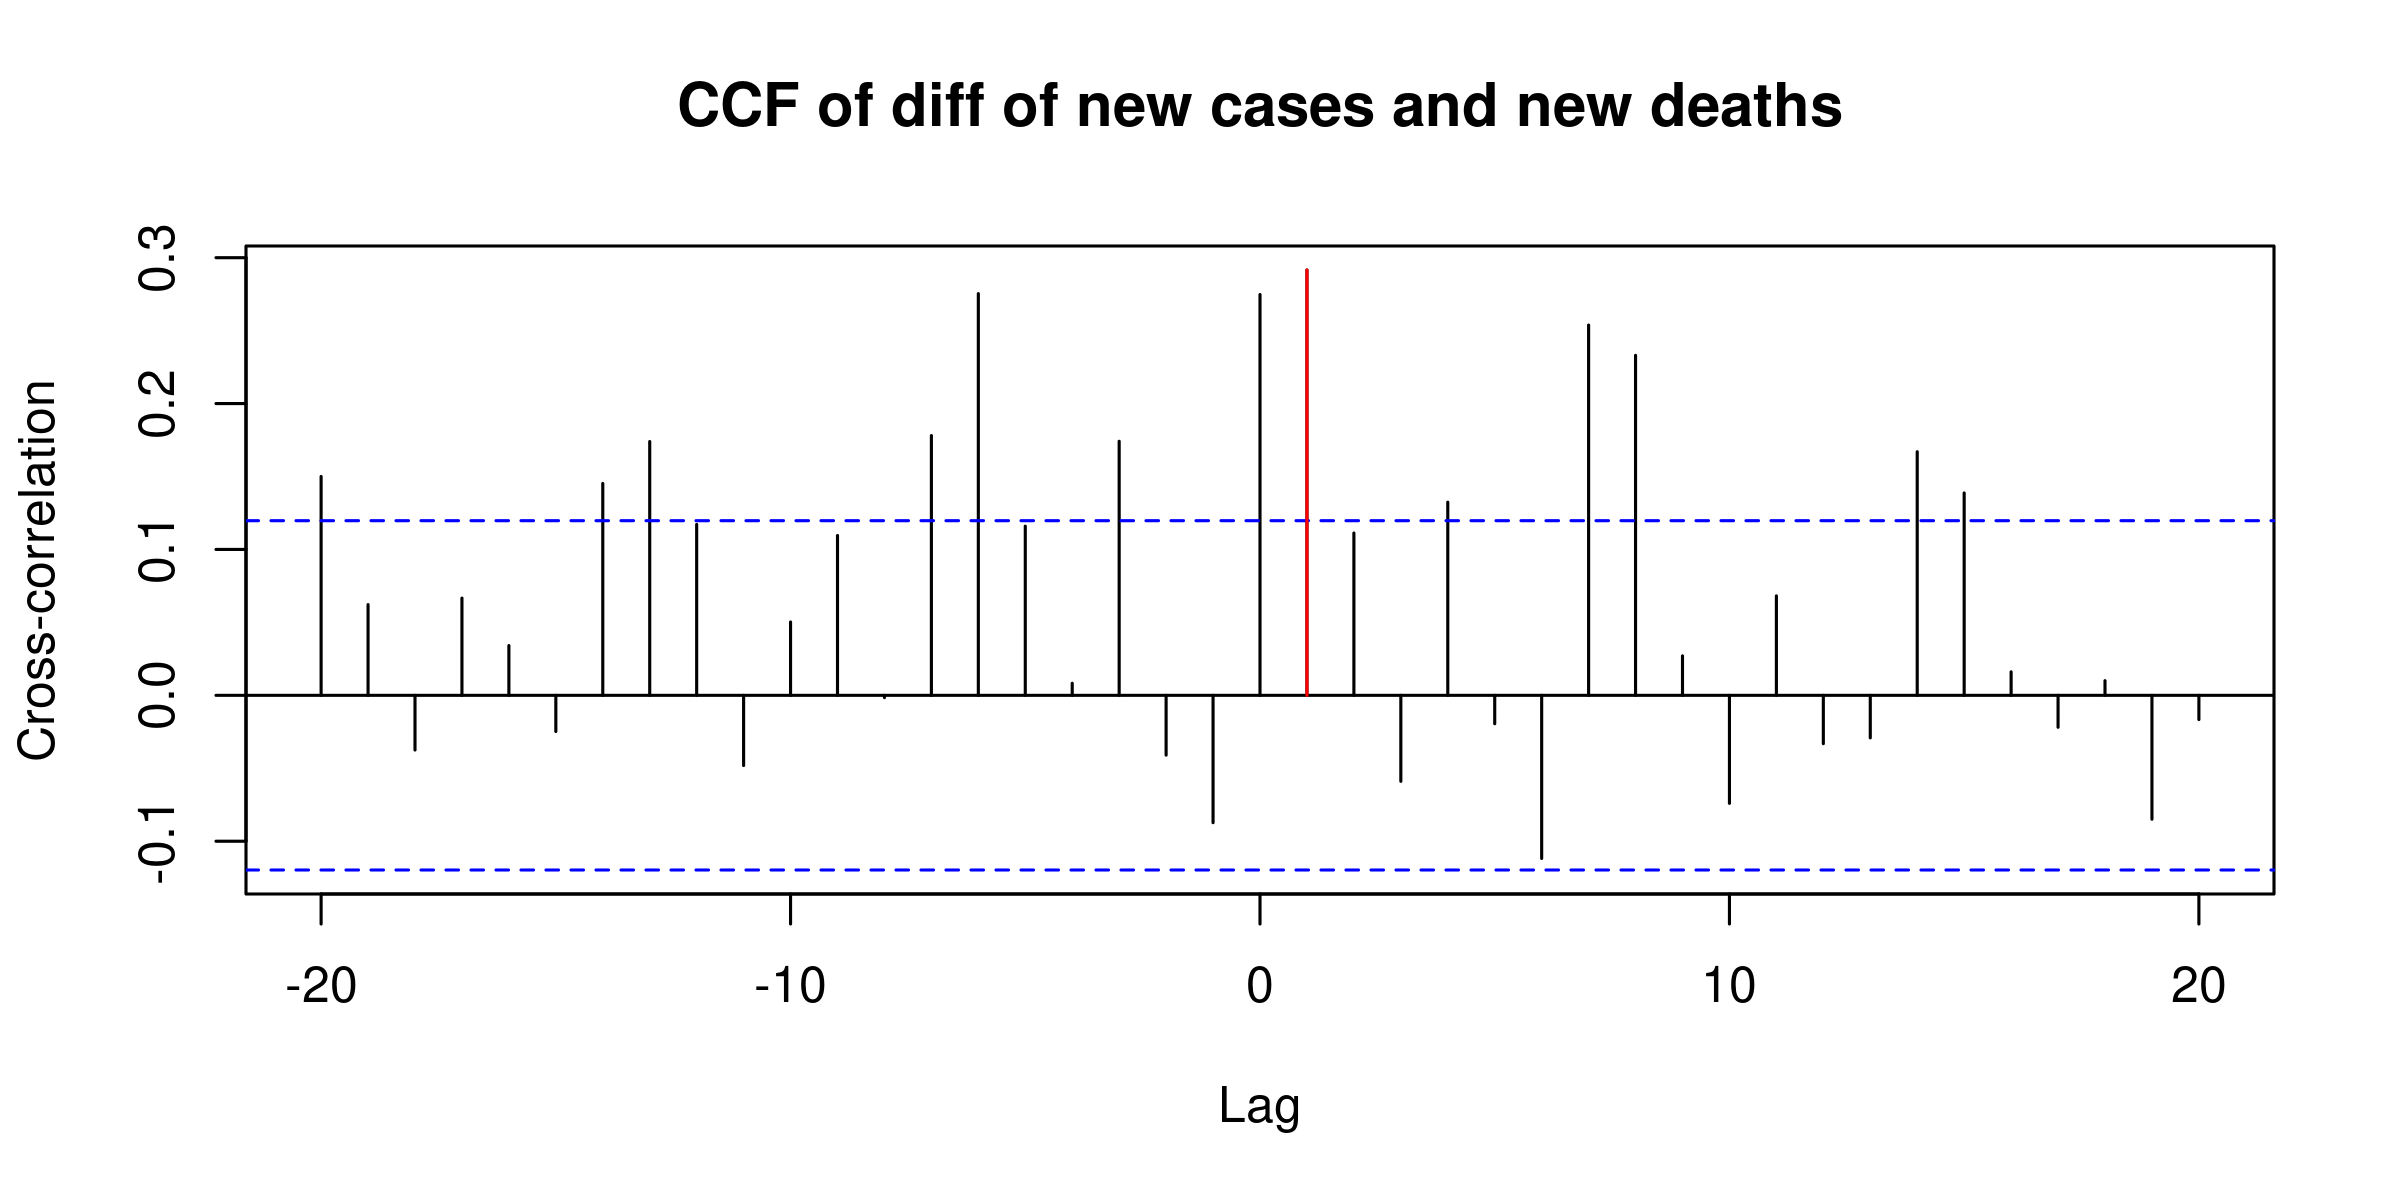 CCF of diff of new cases and new deaths
Cross-correlation
0.3
0.2
0.1
0.0
-0.1
-20 -10 0 10 20
Lag